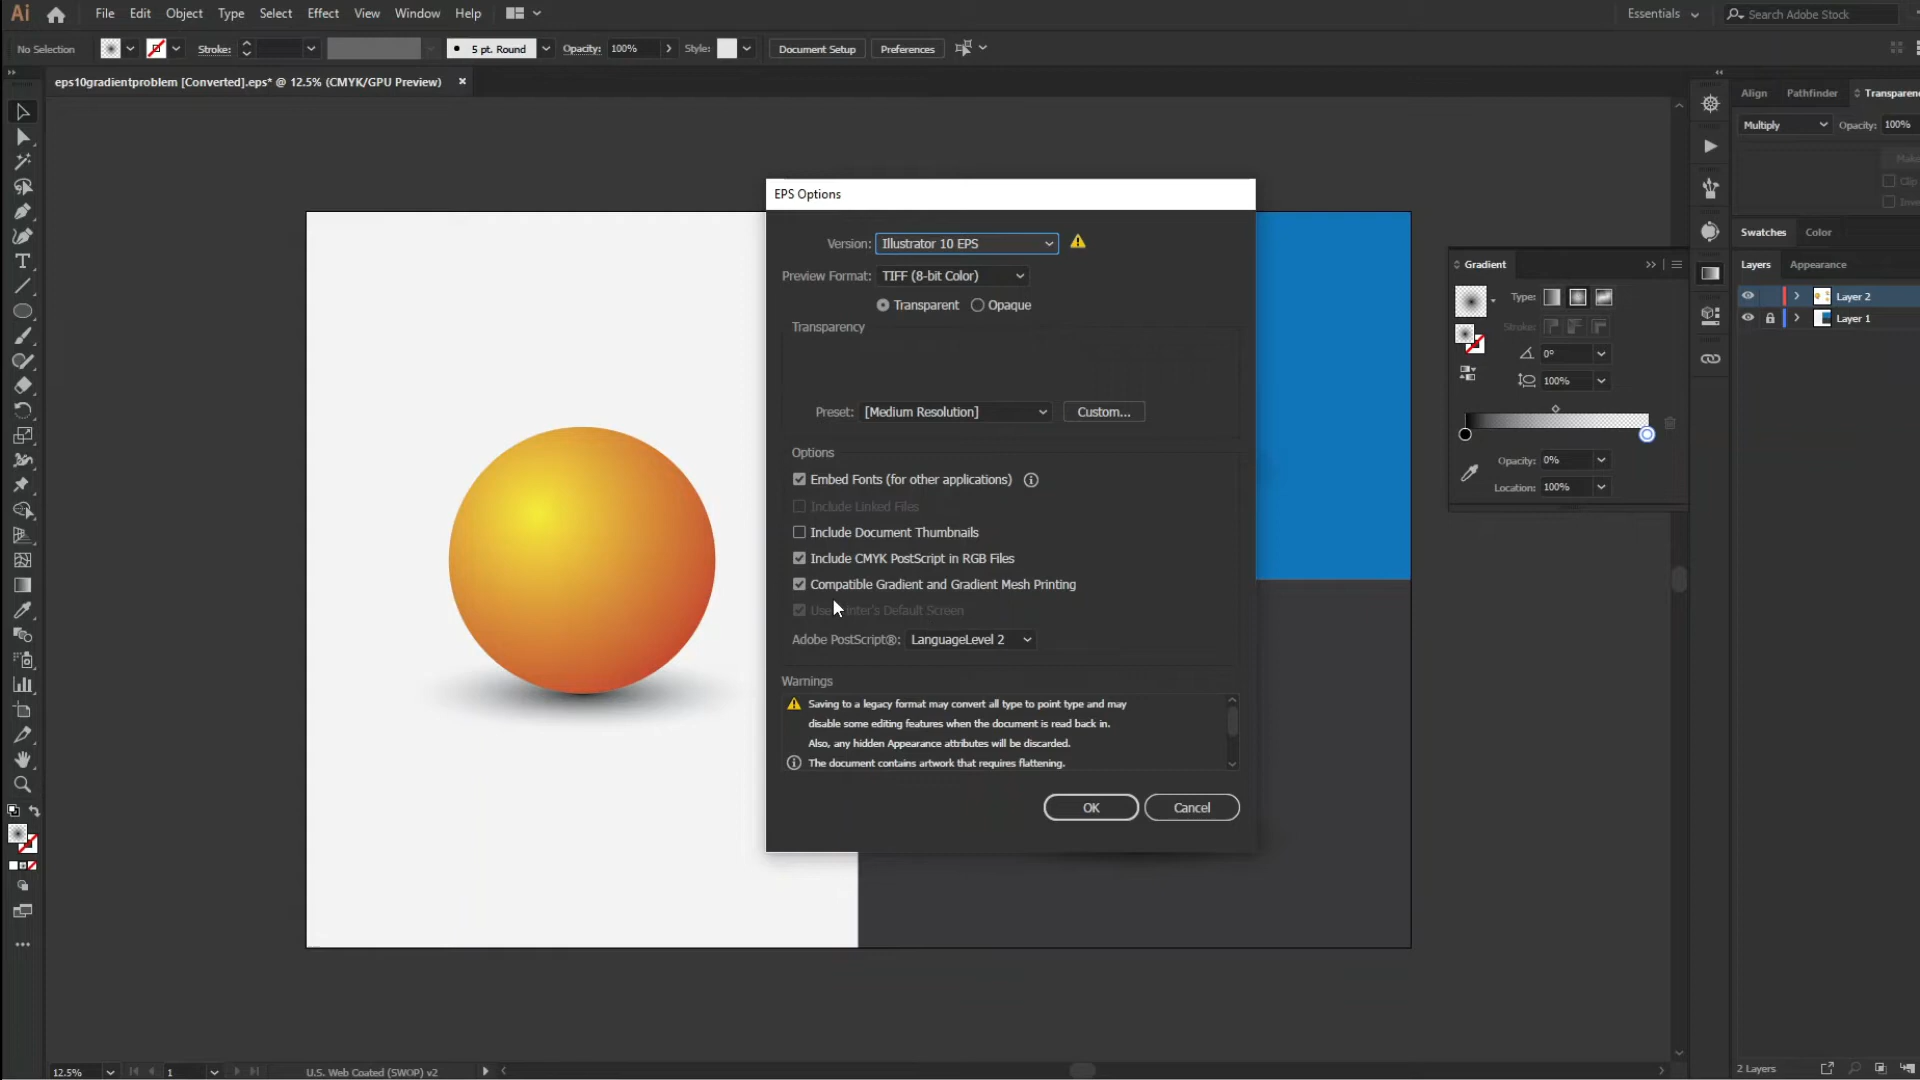 Ai File Edit Object Type Select Effect View Window Help Essentials Search Adobe Stock
No Selection Stroke: 5 pt. Round Opacity: 100% Style: Document Setup Preferences
eps10gradientproblem [Converted].eps* @ 12.5% (CMYK/GPU Preview)
Align Pathfinder Transparen
Multiply Opacity: 100%
Make
Clip
Inve
EPS Options
Swatches Color
Version: Illustrator 10 EPS
Gradient
Layers Appearance
Preview Format: TIFF (8-bit Color)
Type:
Layer 2
Transparent Opaque
Layer 1
Transparency
Stroke:
0°
100%
Preset: [Medium Resolution] Custom...
Options
Opacity: 0%
Embed Fonts (for other applications)
Location: 100%
Include Linked Files
Include Document Thumbnails
Include CMYK PostScript in RGB Files
Compatible Gradient and Gradient Mesh Printing
Use inter's Default Screen
Adobe PostScript®: LanguageLevel 2
Warnings
Saving to a legacy format may convert all type to point type and may
disable some editing features when the document is read back in.
Also, any hidden Appearance attributes will be discarded.
The document contains artwork that requires flattening.
OK Cancel
12.5% 1 U.S. Web Coated (SWOP) v2
2 Layers